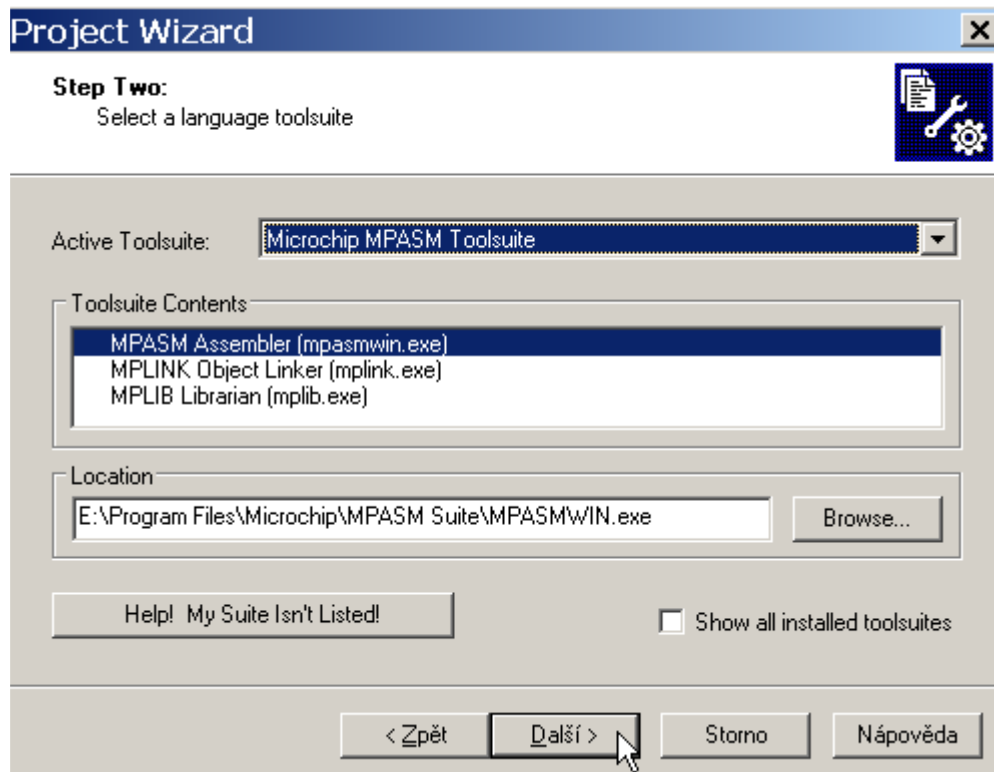 Project Wizard
Step Two:
Select a language toolsuite
Active Toolsuite: Microchip MPASM Toolsuite
Toolsuite Contents
MPASM Assembler (mpasmwin.exe)
MPLINK Object Linker (mplink.exe)
MPLIB Librarian (mplib.exe)
Location
E:\Program Files\Microchip\MPASM Suite\MPASMWIN.exe Browse...
Help! My Suite Isn't Listed! Show all installed toolsuites
< Zpět Další > Storno Nápověda